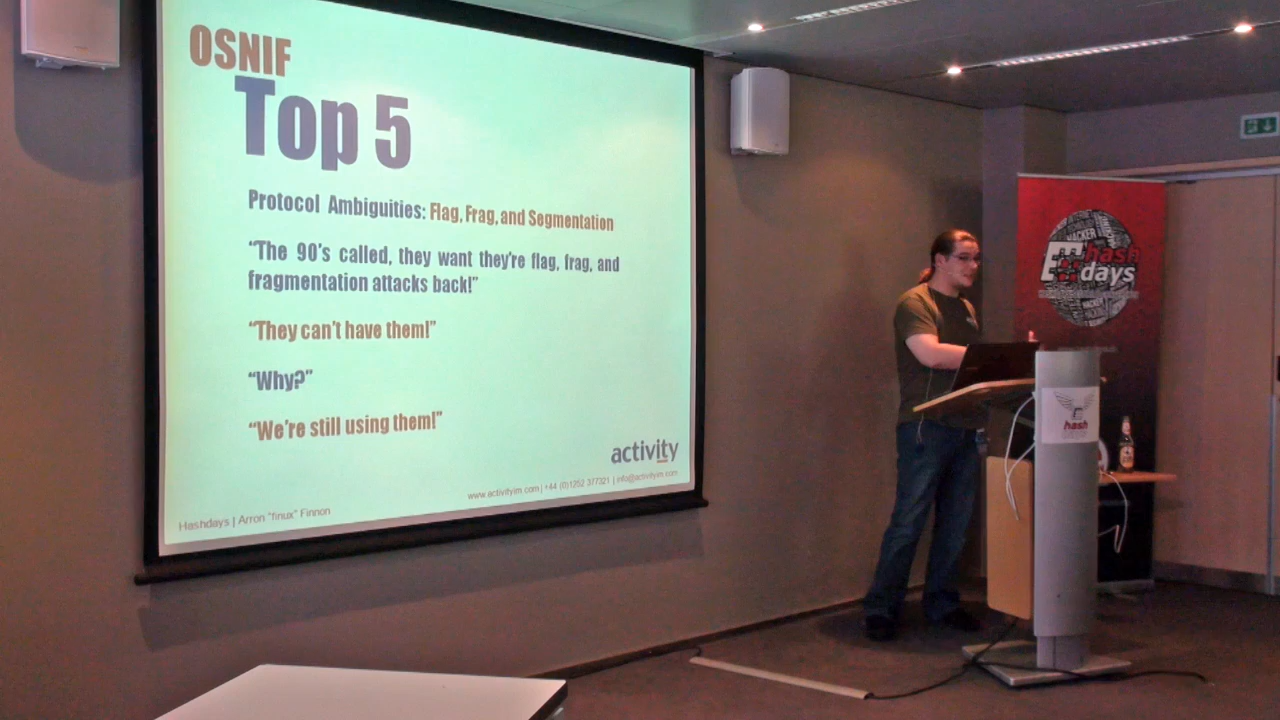 OSNIF
Top 5
Protocol Ambiguities: Flag, Frag, and Segmentation
“The 90’s called, they want they’re flag, frag, and
fragmentation attacks back!”
“They can’t have them!”
“Why?”
“We’re still using them!”
activity
www.activityim.com | +44 (0)1252 377321 | info@activityim.com
Hashdays | Arron "finux" Finnon
HACKER
hash
days
hash